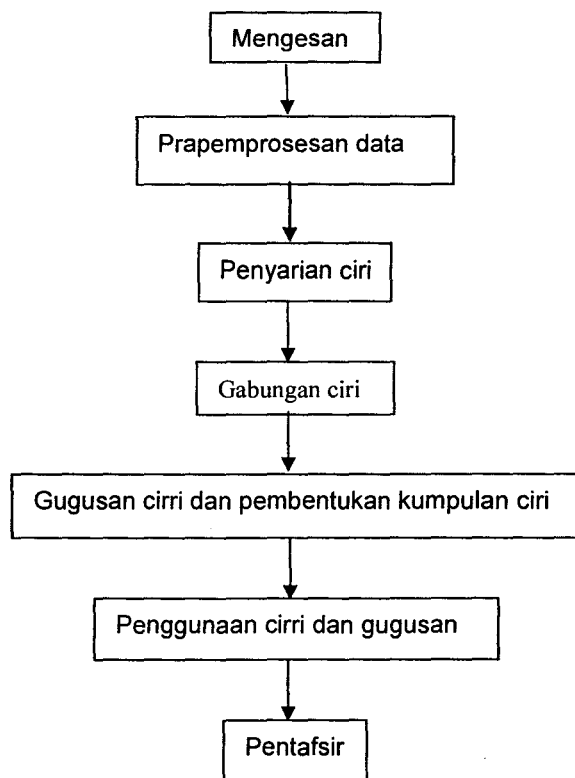 Mengesan
Prapemprosesan data
Penyarian ciri
Gabungan ciri
Gugusan cirri dan pembentukan kumpulan ciri
Penggunaan cirri dan gugusan
Pentafsir